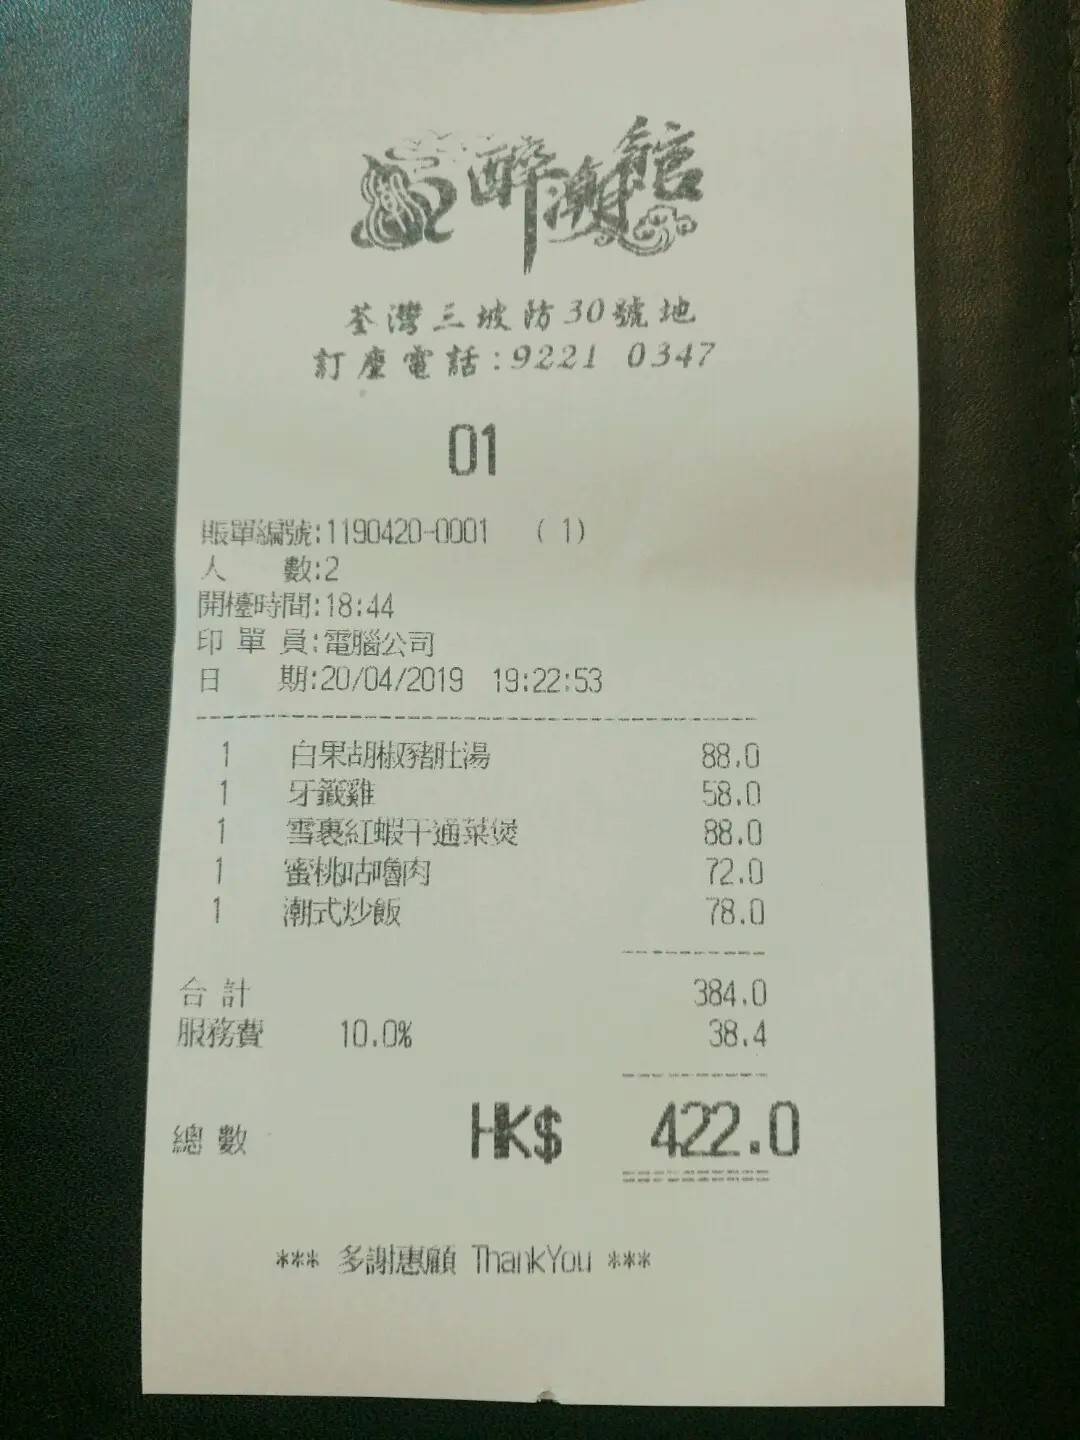 醉潮館
荃灣三坡坊30號地
訂座電話:9221 0347
01
賬單編號:1190420-0001 (1)
人 數:2
開檯時間:18:44
印單員:電腦公司
日 期:20/04/2019 19:22:53
1 白果胡椒豬肚湯 88.0
1 牙籤雞 58.0
1 雪裏紅蝦干通菜煲 88.0
1 蜜桃咕嚕肉 72.0
1 潮式炒飯 78.0
合計 384.0
服務費 10.0% 38.4
總數 HK$ 422.0
*** 多謝惠顧 ThankYou ***